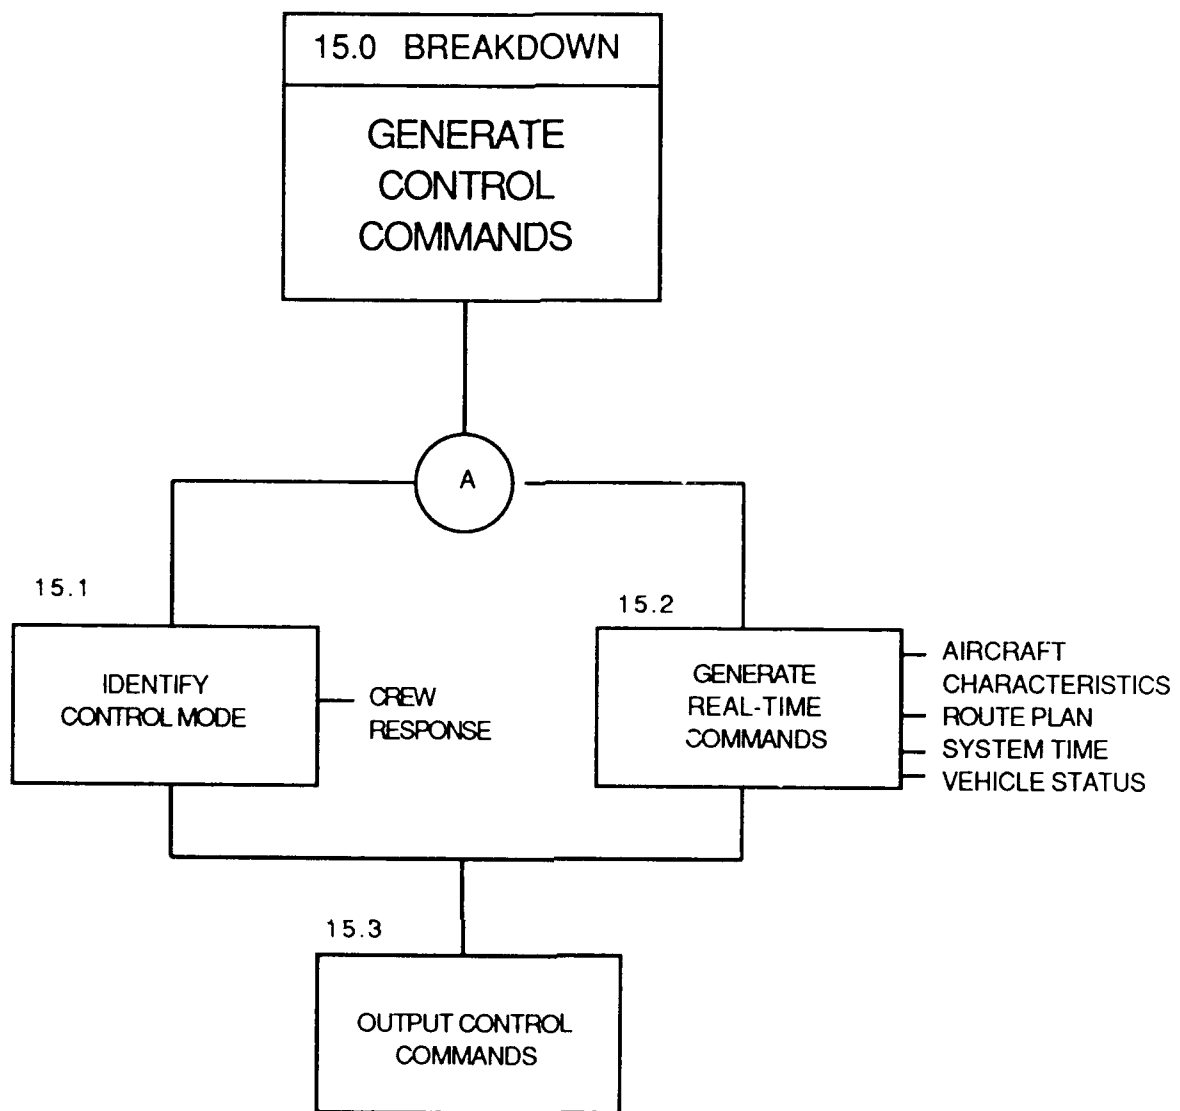 15.0 BREAKDOWN
GENERATE
CONTROL
COMMANDS
A
15.1
IDENTIFY
CONTROL MODE
CREW
RESPONSE
15.2
GENERATE
REAL-TIME
COMMANDS
AIRCRAFT
CHARACTERISTICS
ROUTE PLAN
SYSTEM TIME
VEHICLE STATUS
15.3
OUTPUT CONTROL
COMMANDS